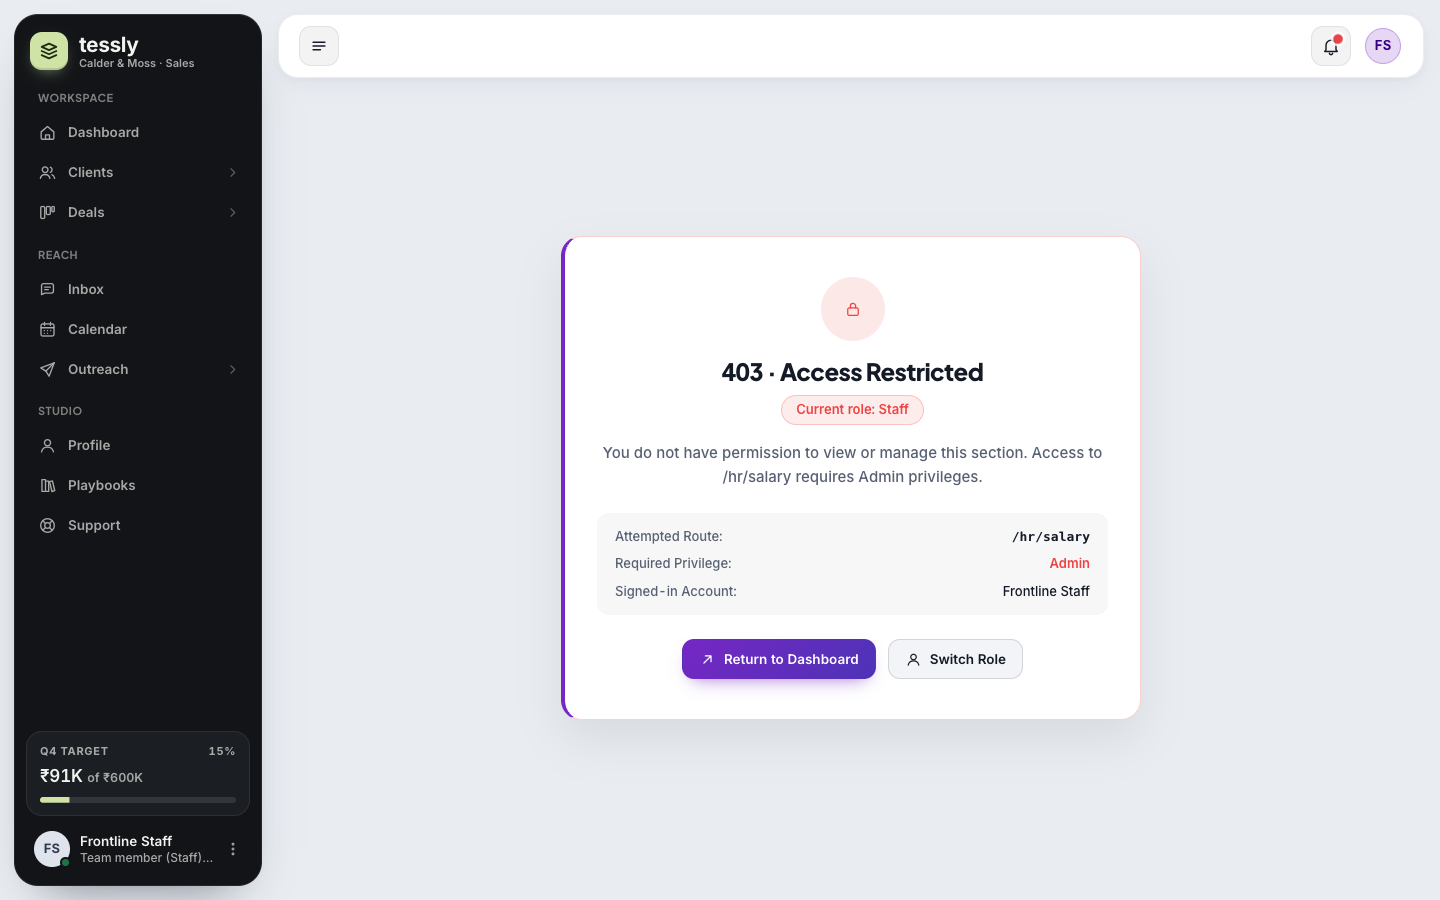 tessly
Calder & Moss · Sales
WORKSPACE
Dashboard
Clients
Deals
REACH
Inbox
Calendar
Outreach
STUDIO
Profile
Playbooks
Support
Q4 TARGET 15%
₹91K of ₹600K
FS
Frontline Staff
Team member (Staff)...
FS
403 · Access Restricted
Current role: Staff
You do not have permission to view or manage this section. Access to
/hr/salary requires Admin privileges.
Attempted Route: /hr/salary
Required Privilege: Admin
Signed-in Account: Frontline Staff
Return to Dashboard
Switch Role